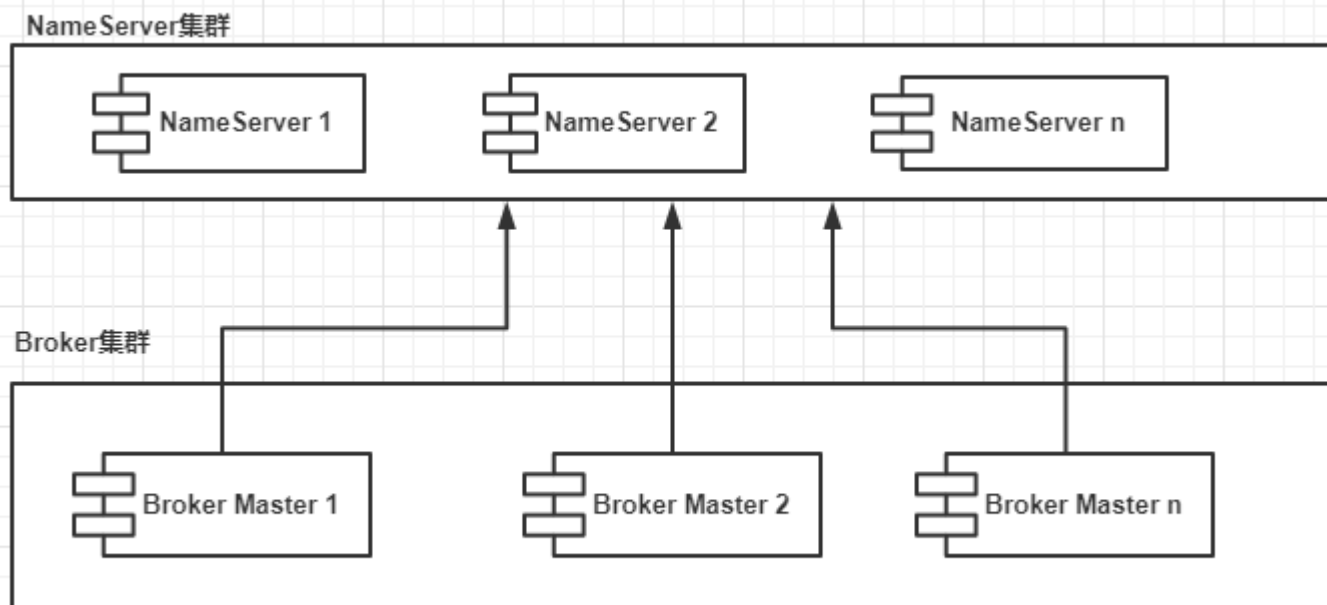 NameServer集群
NameServer 1
NameServer 2
NameServer n
Broker集群
Broker Master 1
Broker Master 2
Broker Master n